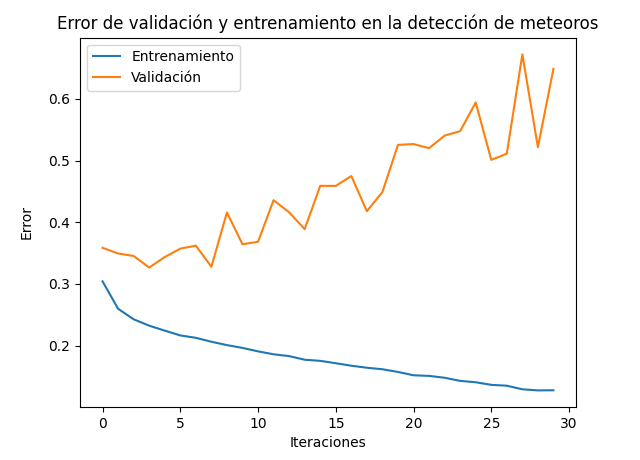 Error de validación y entrenamiento en la detección de meteoros
Entrenamiento
Validación
Error
0.6
0.5
0.4
0.3
0.2
0 5 10 15 20 25 30
Iteraciones